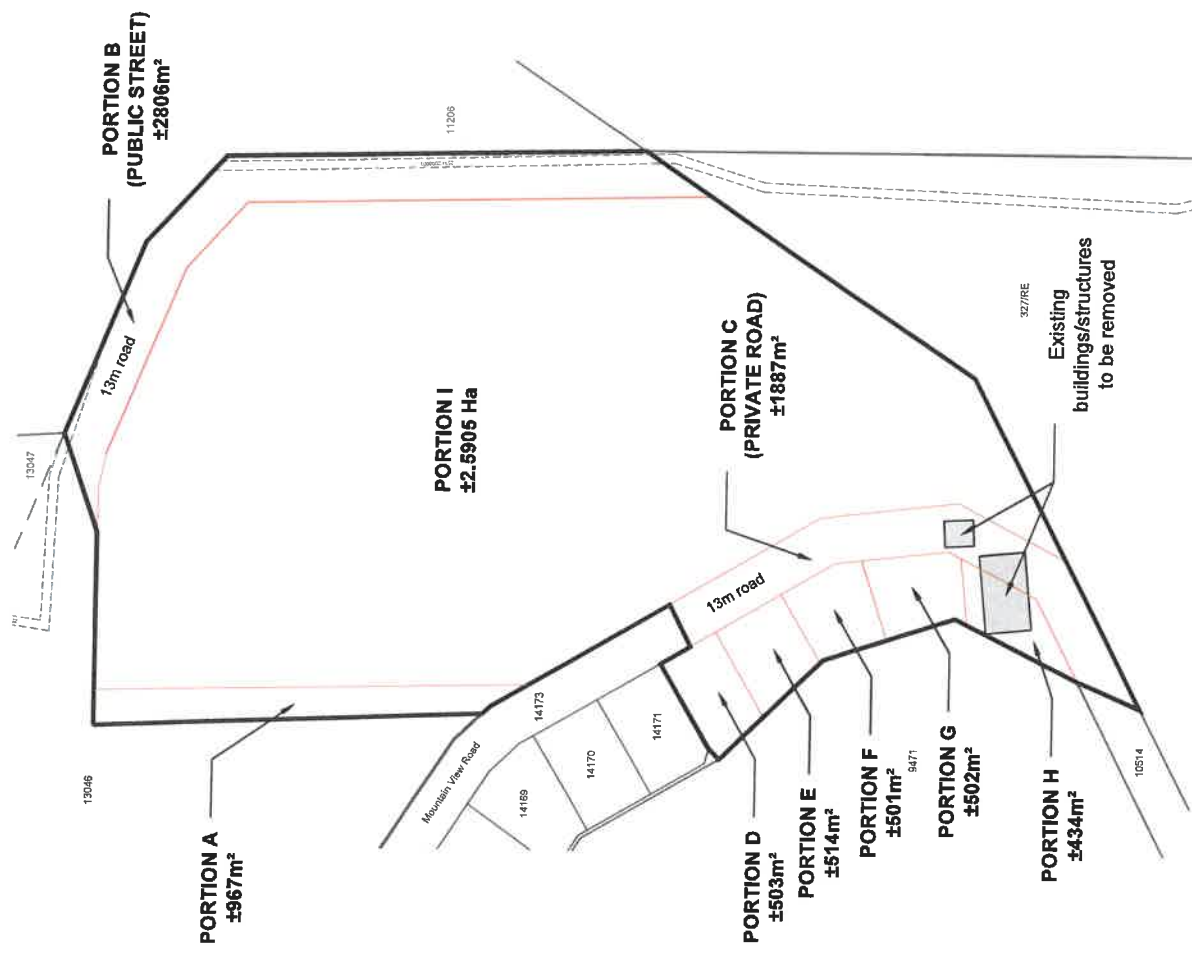 PORTION B
(PUBLIC STREET)
±2806m²
11206
13047
13m road
PORTION I
±2.5905 Ha
PORTION C
(PRIVATE ROAD)
±1887m²
327/RE
Existing
buildings/structures
to be removed
13m road
13046
Mountain View Road
14173
14171
14170
14169
PORTION A
±967m²
PORTION D
±503m²
PORTION E
±514m²
PORTION F
±501m²
9471
PORTION G
±502m²
PORTION H
±434m²
10514